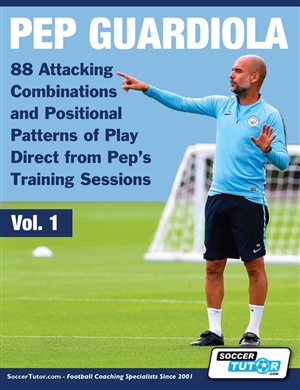 PEP GUARDIOLA
88 Attacking
Combinations
and Positional
Patterns of Play
Direct from Pep's
Training Sessions
Vol. 1
SoccerTutor.com - Football Coaching Specialists Since 2001
SOCCER
TUTOR
.com